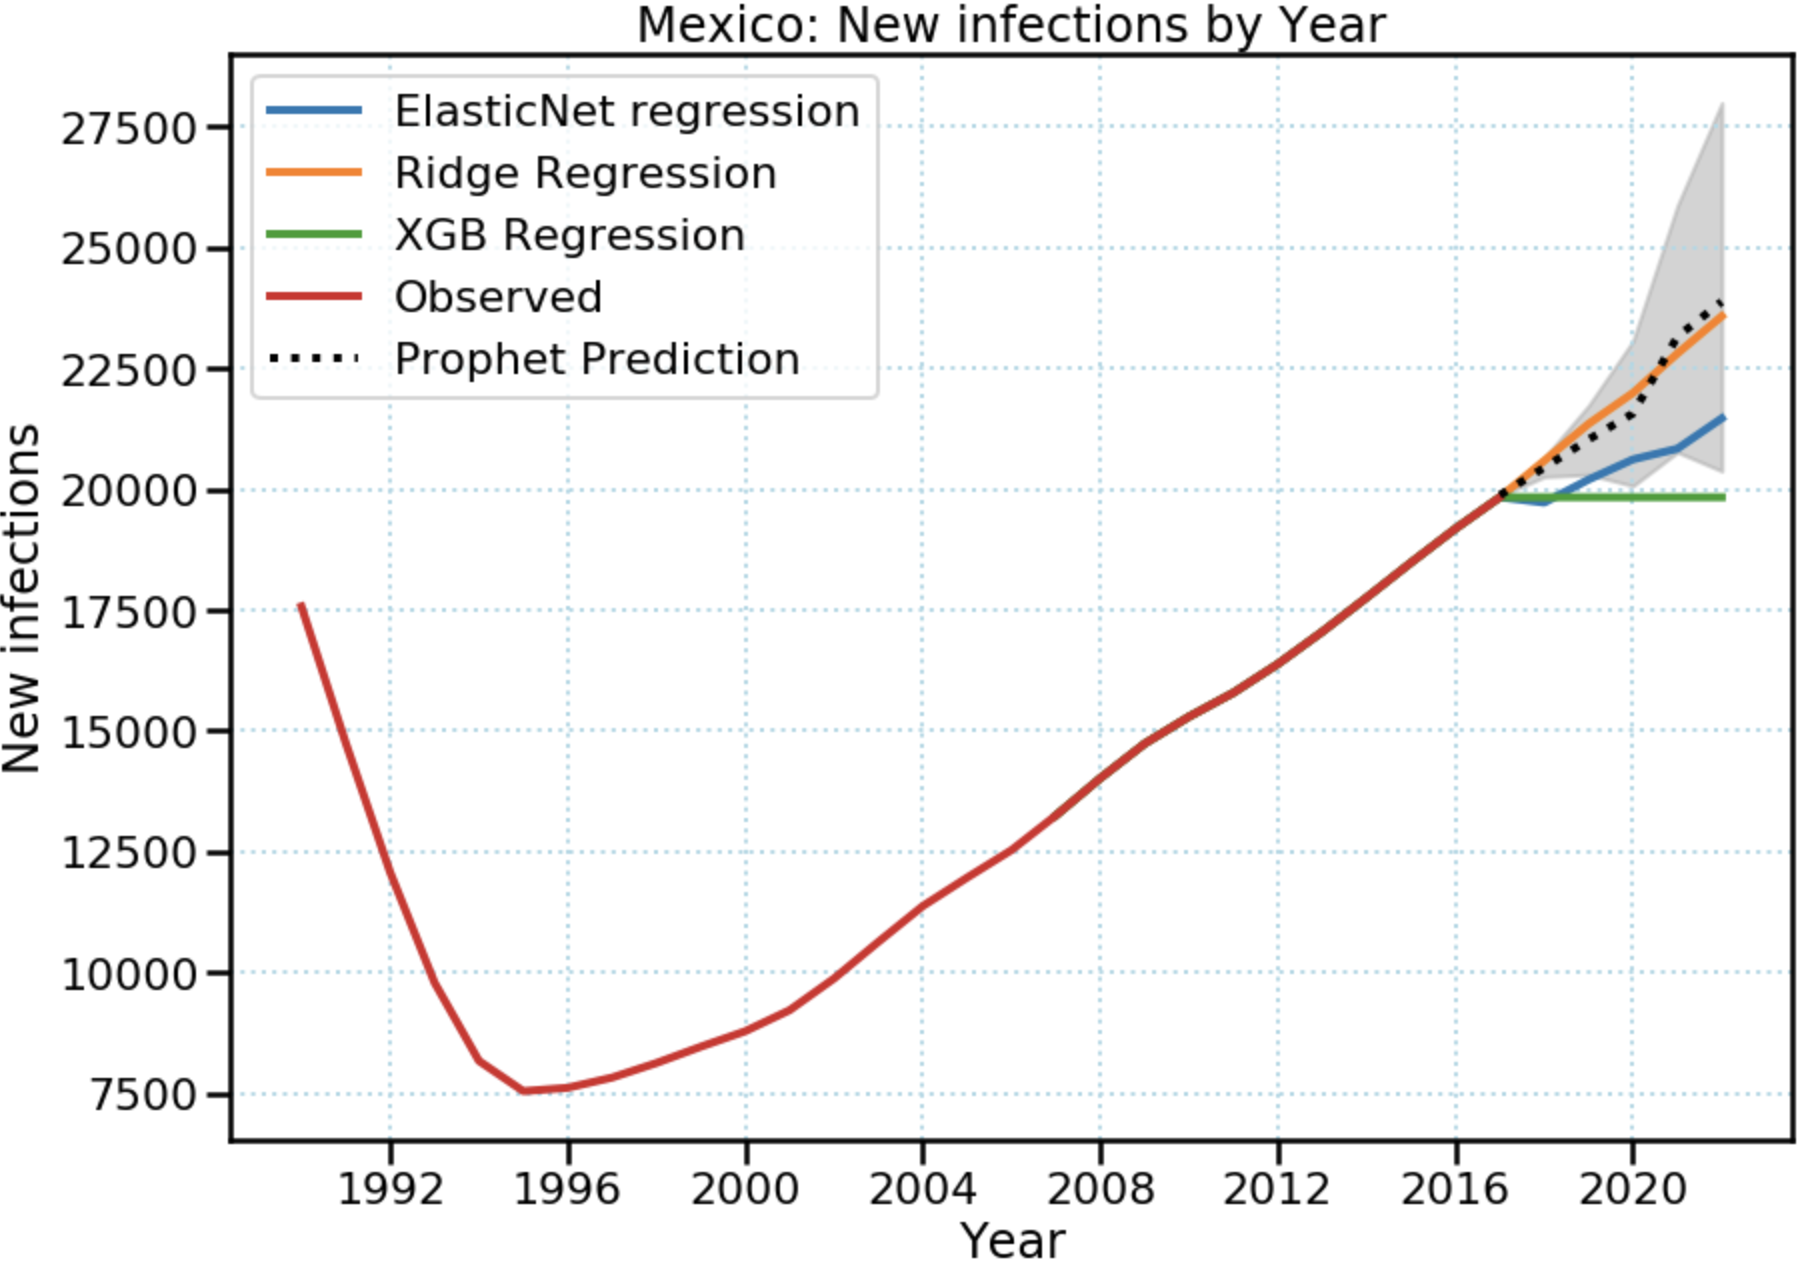 Mexico: New infections by Year
ElasticNet regression
Ridge Regression
XGB Regression
Observed
Prophet Prediction
New infections
27500
25000
22500
20000
17500
15000
12500
10000
7500
1992 1996 2000 2004 2008 2012 2016 2020
Year